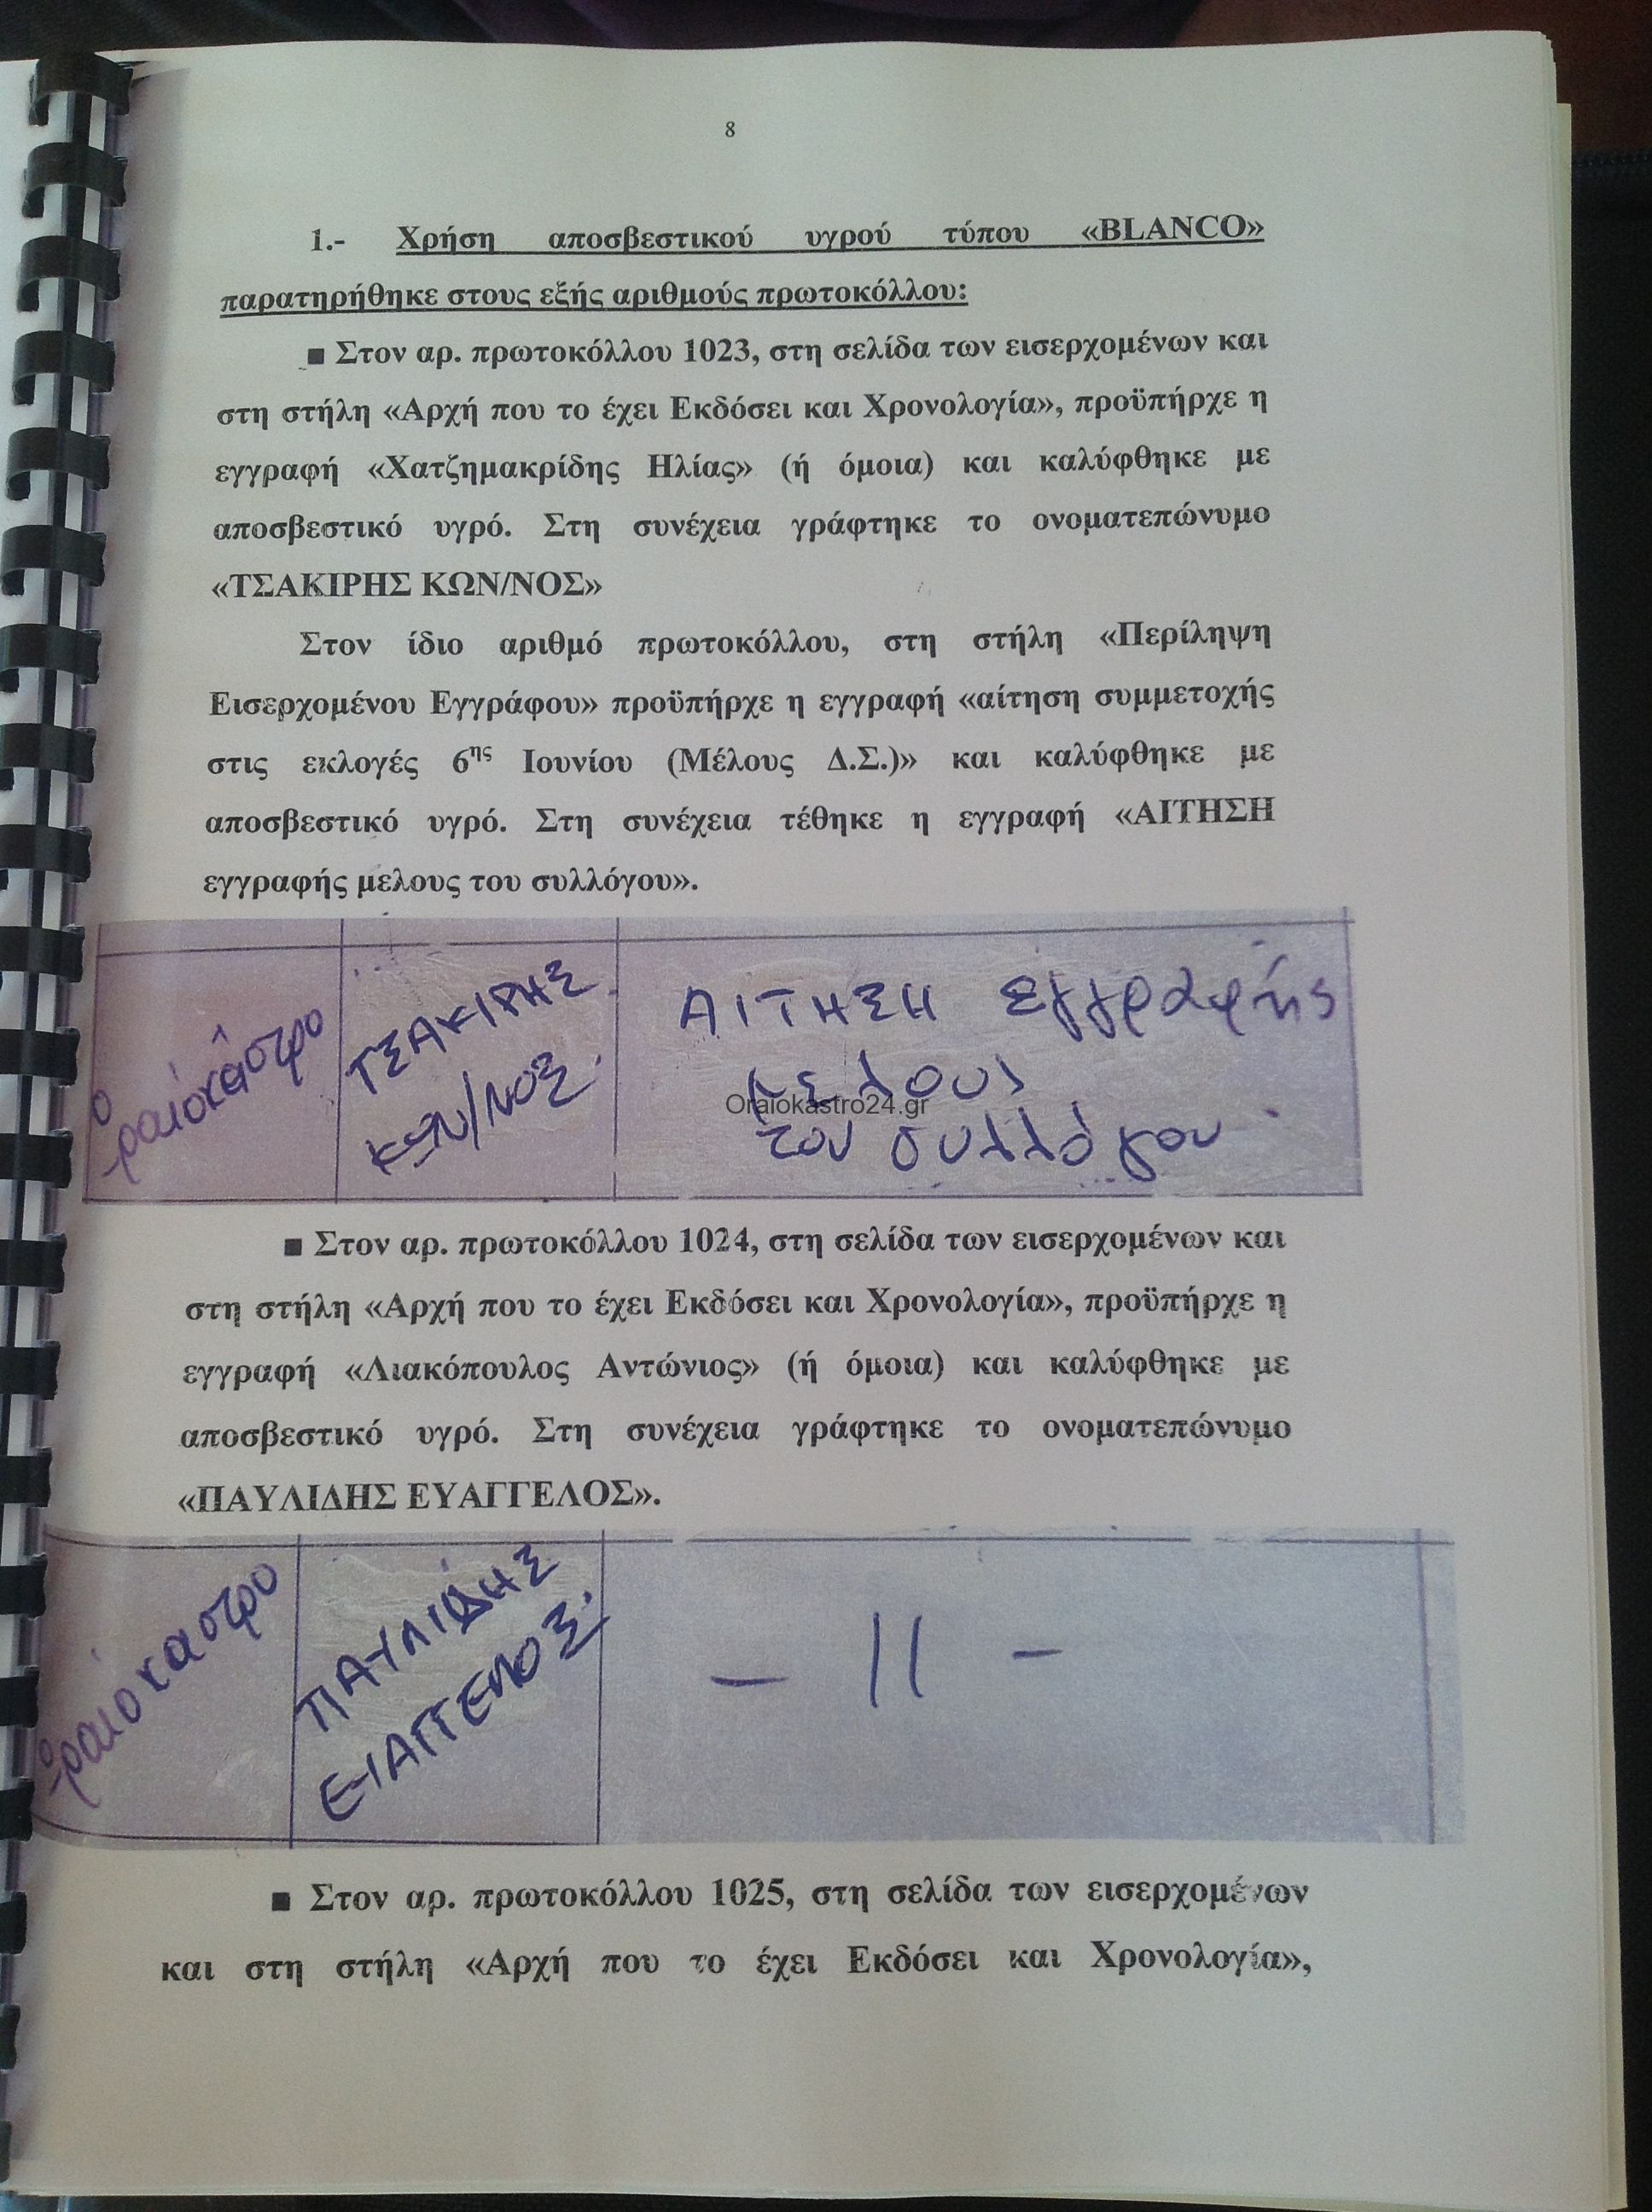 8
1.- Χρήση αποσβεστικού υγρού τύπου «BLANCO»
παρατηρήθηκε στους εξής αριθμούς πρωτοκόλλου:
■ Στον αρ. πρωτοκόλλου 1023, στη σελίδα των εισερχομένων και
στη στήλη «Αρχή που το έχει Εκδόσει και Χρονολογία», προϋπήρχε η
εγγραφή «Χατζημακρίδης Ηλίας» (ή όμοια) και καλύφθηκε με
αποσβεστικό υγρό. Στη συνέχεια γράφτηκε το ονοματεπώνυμο
«ΤΣΑΚΙΡΗΣ ΚΩΝ/ΝΟΣ»
Στον ίδιο αριθμό πρωτοκόλλου, στη στήλη «Περίληψη
Εισερχομένου Εγγράφου» προϋπήρχε η εγγραφή «αίτηση συμμετοχής
στις εκλογές 6ης Ιουνίου (Μέλους Δ.Σ.)» και καλύφθηκε με
αποσβεστικό υγρό. Στη συνέχεια τέθηκε η εγγραφή «ΑΙΤΗΣΗ
εγγραφής μελους του συλλόγου».
ΤΣΑΚΙΡΗΣ
ΚΩΝ/ΝΟΣ.
ΑΙΤΗΣΗ εγγραφής
μελους
του συλλόγου
Oraiokastro24.gr
■ Στον αρ. πρωτοκόλλου 1024, στη σελίδα των εισερχομένων και
στη στήλη «Αρχή που το έχει Εκδόσει και Χρονολογία», προϋπήρχε η
εγγραφή «Λιακόπουλος Αντώνιος» (ή όμοια) και καλύφθηκε με
αποσβεστικό υγρό. Στη συνέχεια γράφτηκε το ονοματεπώνυμο
«ΠΑΥΛΙΔΗΣ ΕΥΑΓΓΕΛΟΣ».
ΠΑΥΛΙΔΗΣ
ΕΥΑΓΓΕΛΟΣ.
— 11 —
■ Στον αρ. πρωτοκόλλου 1025, στη σελίδα των εισερχομένων
και στη στήλη «Αρχή που το έχει Εκδόσει και Χρονολογία»,